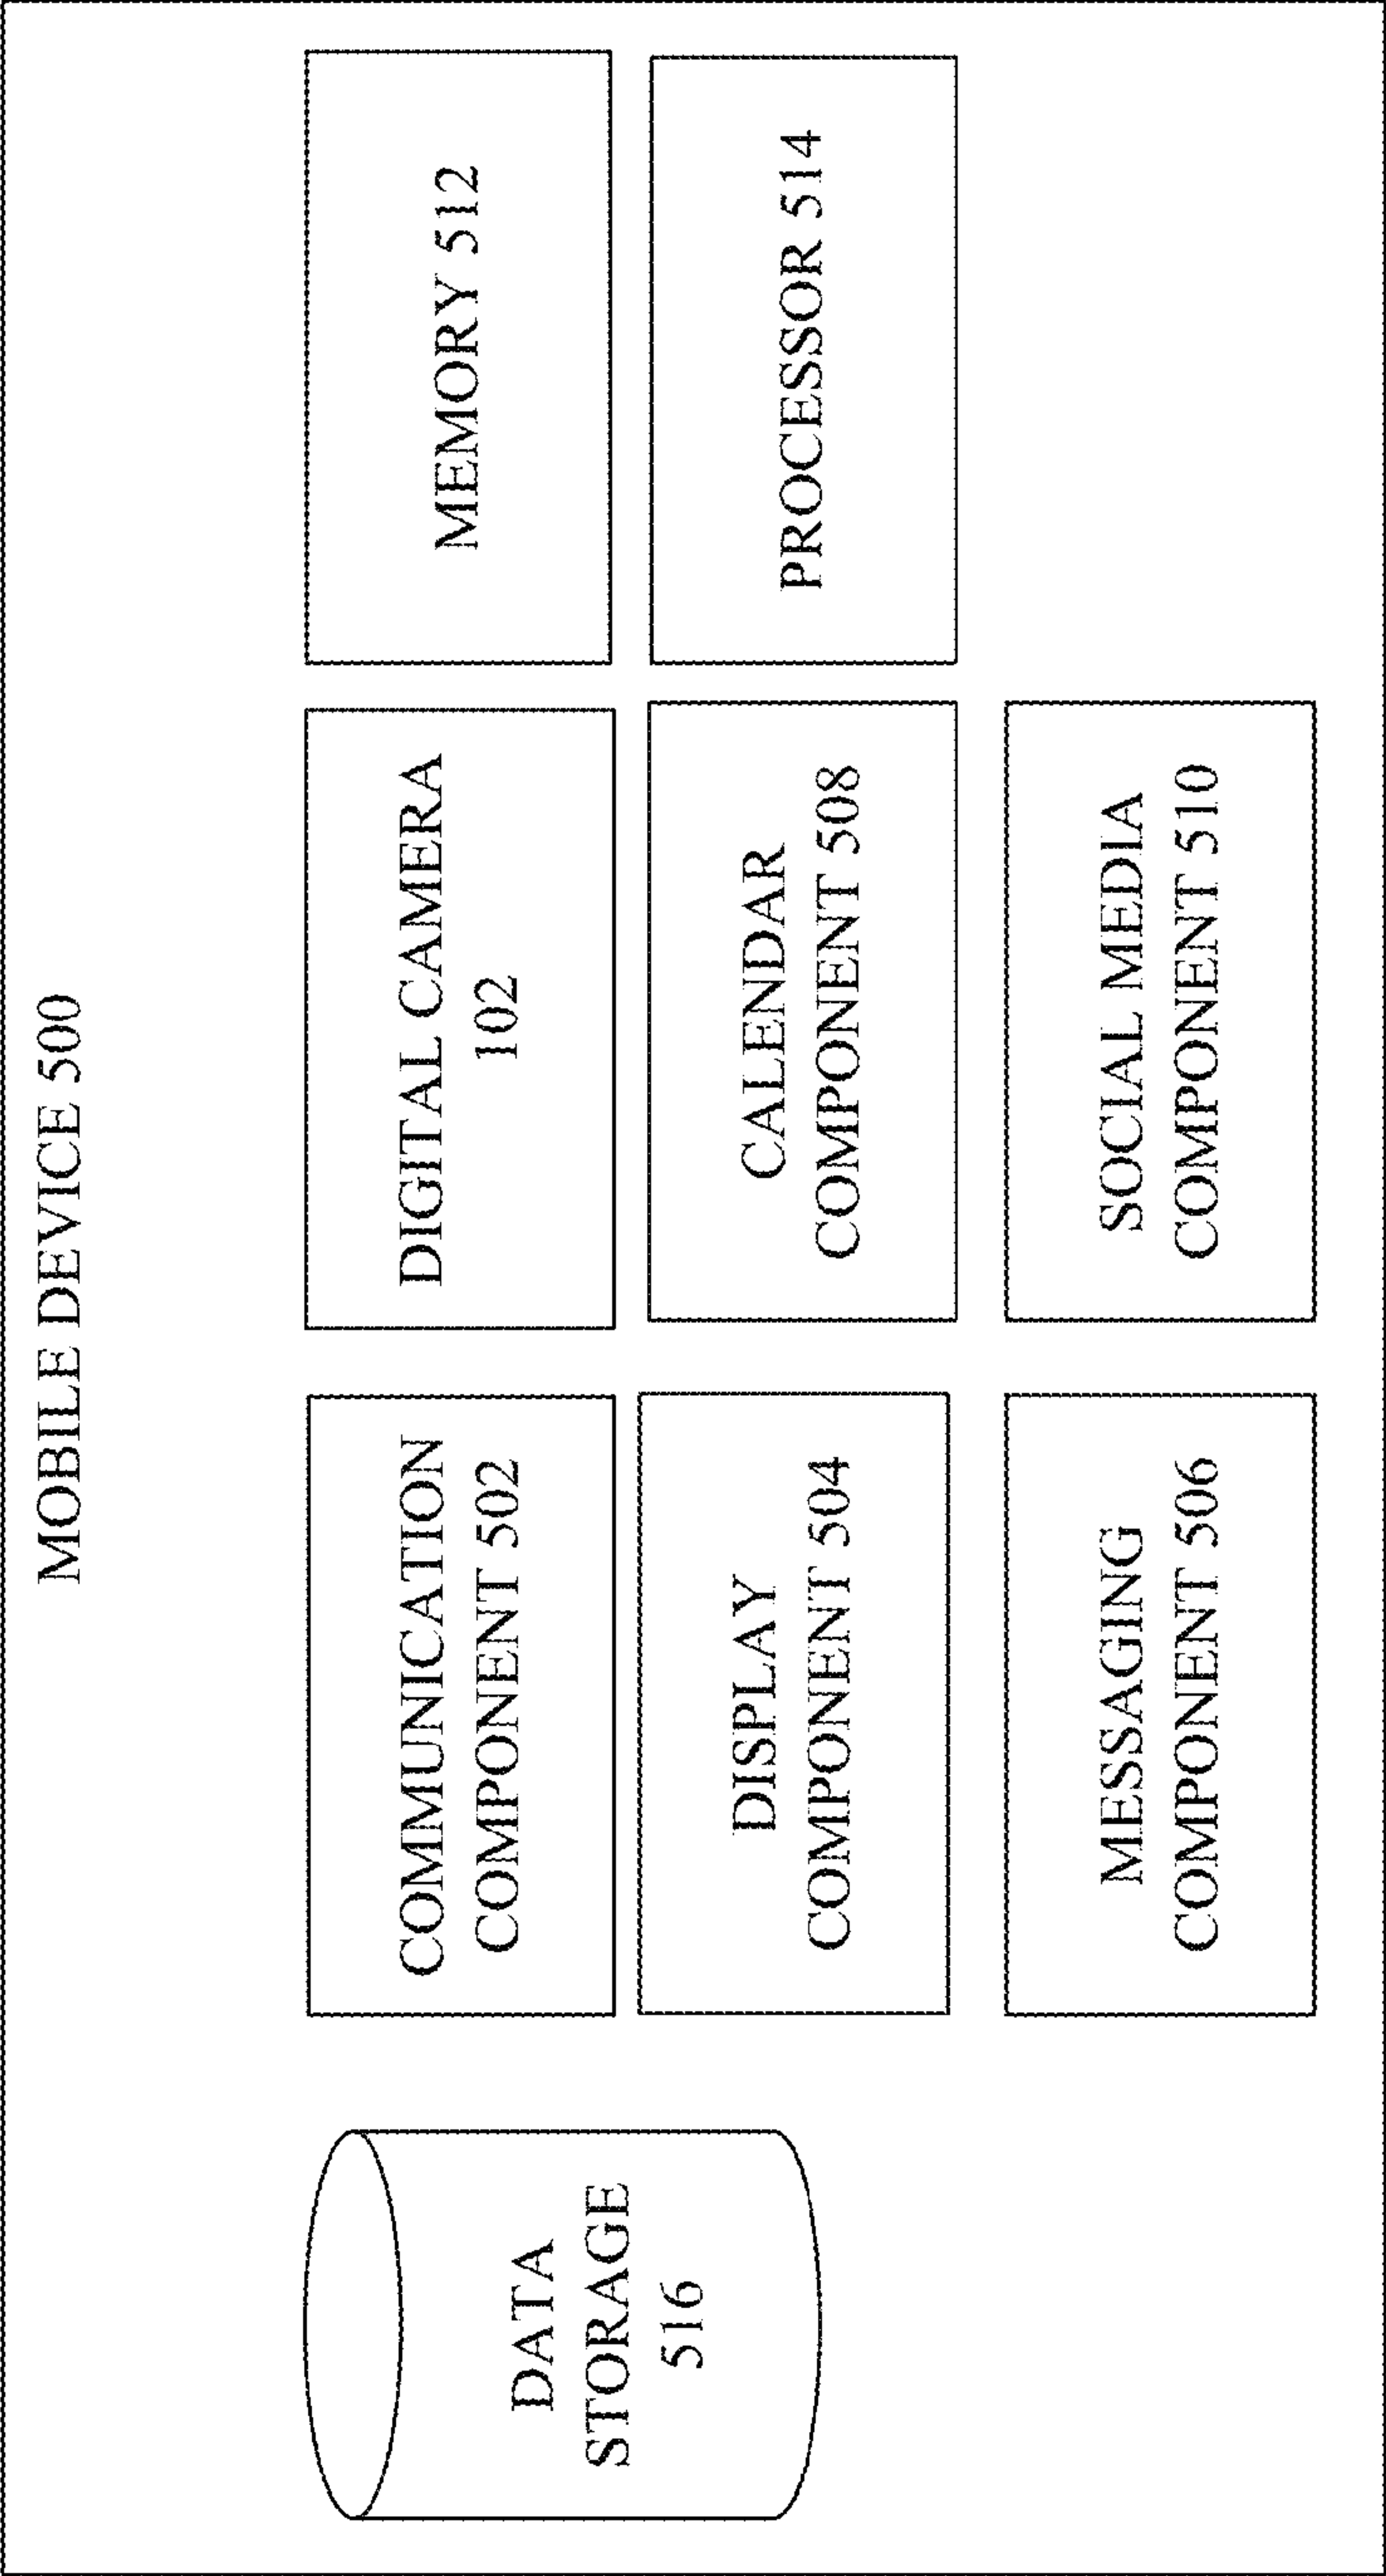 MOBILE DEVICE 500
DATA
STORAGE
516
COMMUNICATION
COMPONENT 502
DIGITAL CAMERA
102
MEMORY 512
DISPLAY
COMPONENT 504
CALENDAR
COMPONENT 508
PROCESSOR 514
MESSAGING
COMPONENT 506
SOCIAL MEDIA
COMPONENT 510